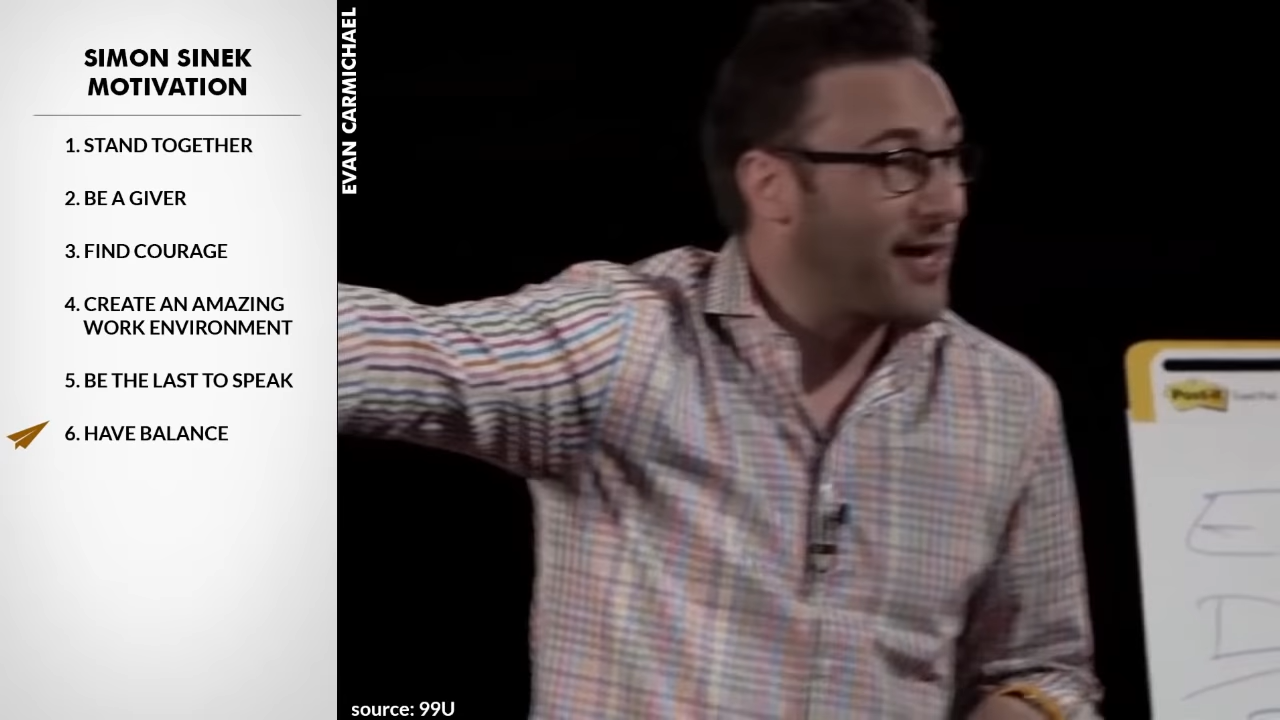 SIMON SINEK
MOTIVATION
1. STAND TOGETHER
2. BE A GIVER
3. FIND COURAGE
4. CREATE AN AMAZING
WORK ENVIRONMENT
5. BE THE LAST TO SPEAK
6. HAVE BALANCE
EVAN CARMICHAEL
Post-it
E
D
source: 99U